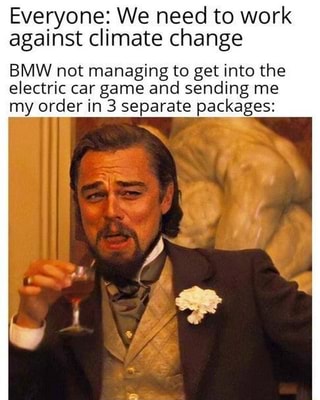 Everyone: We need to work
against climate change
BMW not managing to get into the
electric car game and sending me
my order in 3 separate packages: